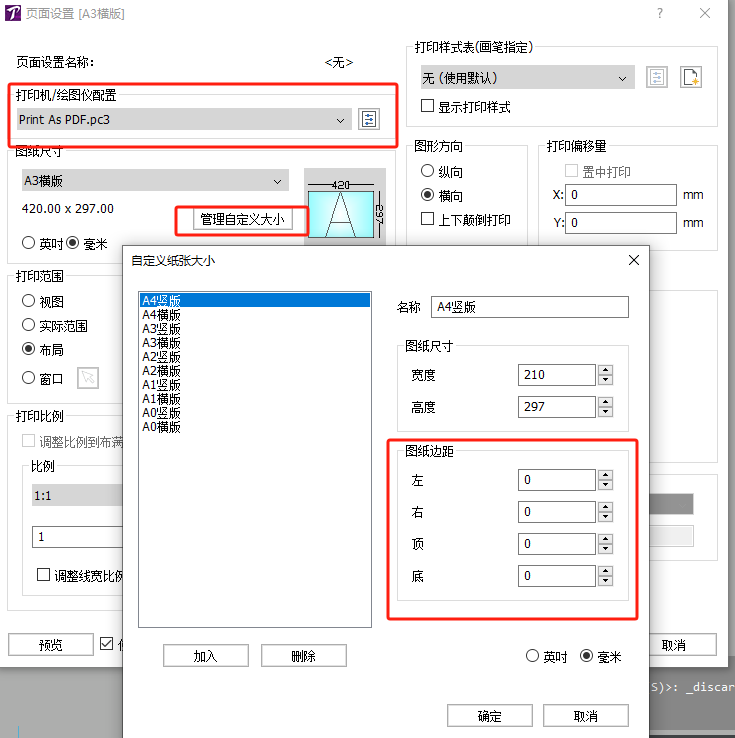 页面设置 [A3横版]
页面设置名称:
<无>
打印机/绘图仪配置
Print As PDF.pc3
图纸尺寸
A3横版
420.00 x 297.00
管理自定义大小
英吋
毫米
420
297
A
打印范围
视图
实际范围
布局
窗口
打印比例
调整比例到布满
比例
1:1
1
调整线宽比例
预览
打印样式表(画笔指定)
无 (使用默认)
显示打印样式
图形方向
纵向
横向
上下颠倒打印
打印偏移量
置中打印
X:
0
mm
Y:
0
mm
取消
S)>: _discar
自定义纸张大小
A4竖版
A4横版
A3竖版
A3横版
A2竖版
A2横版
A1竖版
A1横版
A0竖版
A0横版
加入
删除
名称
A4竖版
图纸尺寸
宽度
210
高度
297
图纸边距
左
0
右
0
顶
0
底
0
英吋
毫米
确定
取消